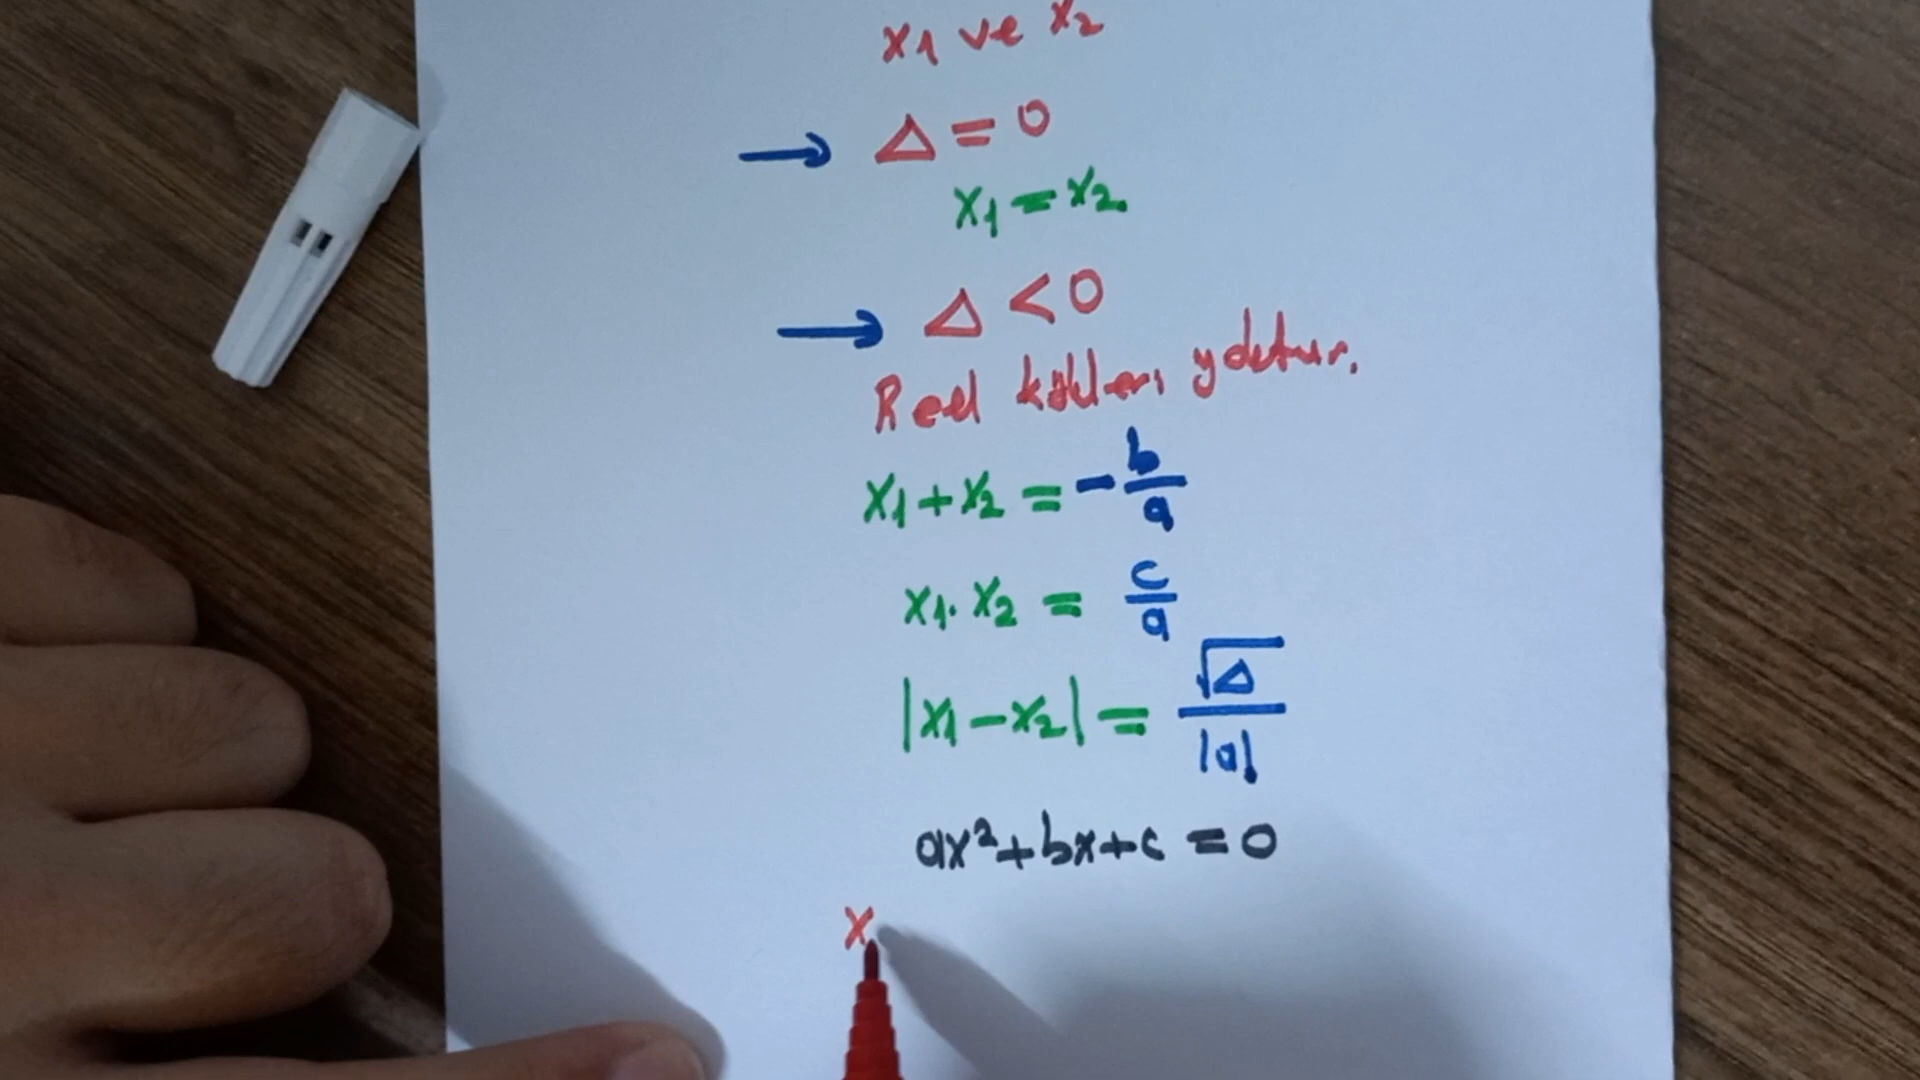 x₁ ve x₂
→ Δ = 0
x₁ = x₂.
→ Δ < 0
Reel kökleri yoktur.
x₁ + x₂ = - b/a
x₁ . x₂ = c/a
|x₁ - x₂| = √Δ/|a|
ax² + bx + c = 0
x